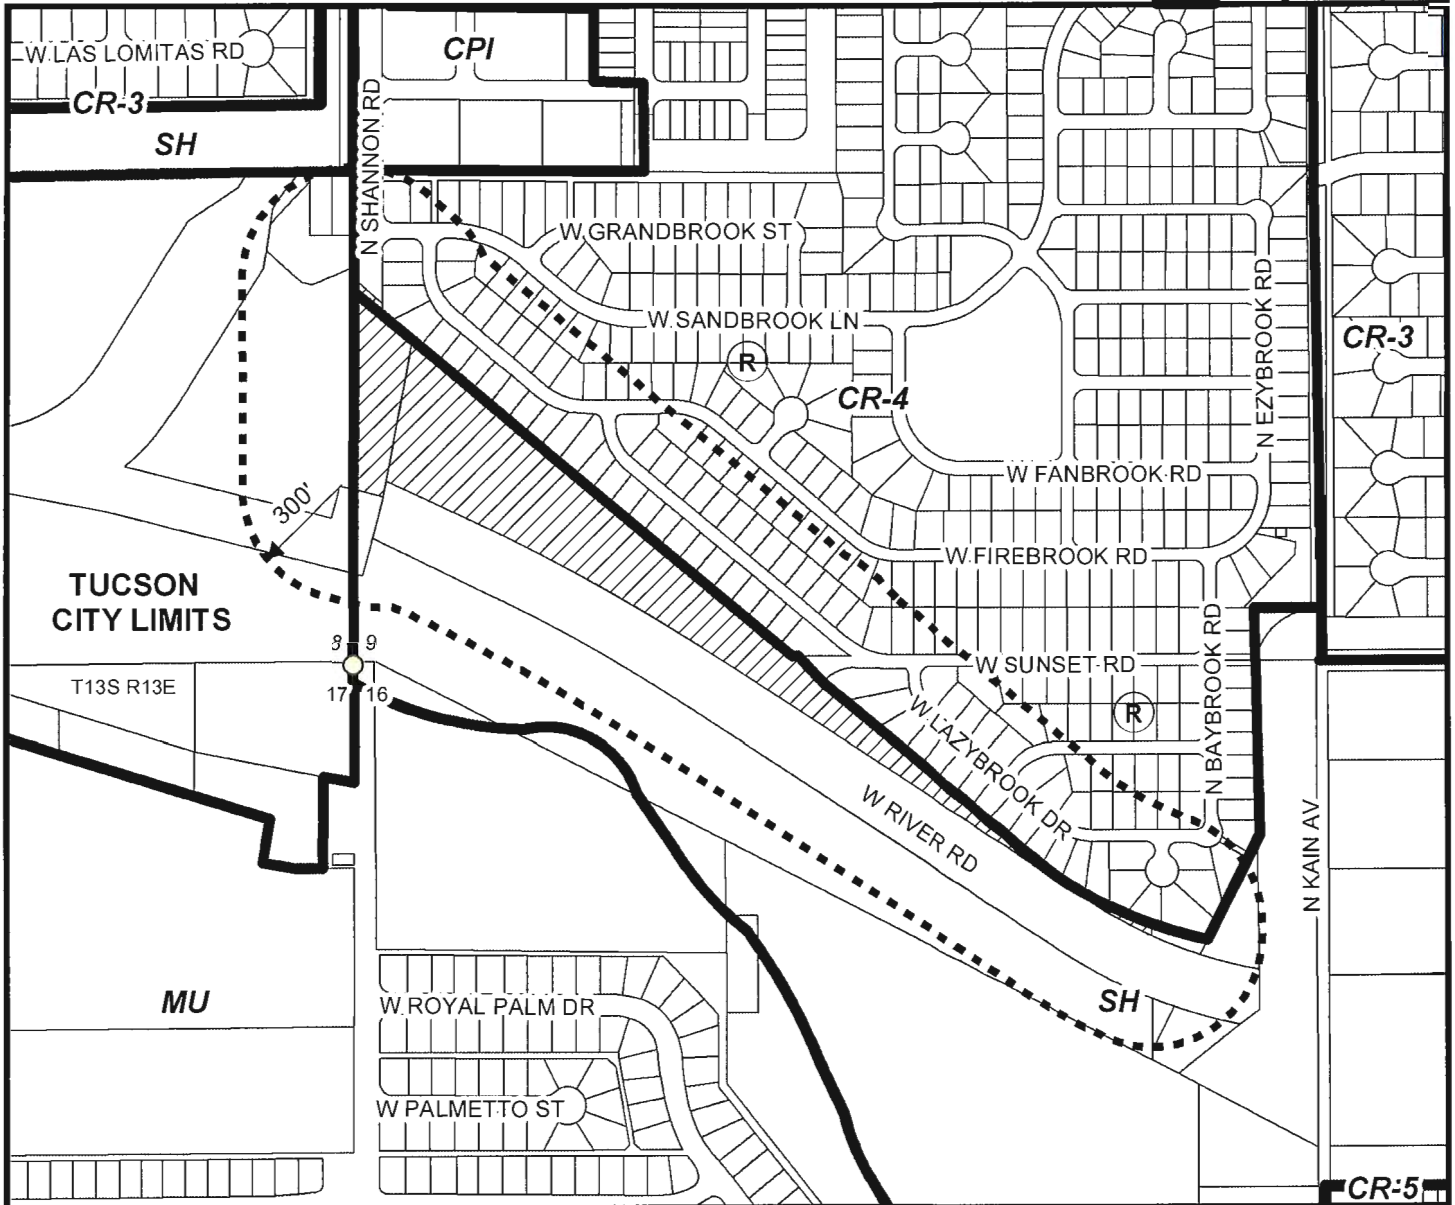 W LAS LOMITAS RD
CPI
CR-3
SH
N SHANNON RD
W GRANDBROOK ST
W SANDBROOK LN
R
CR-4
N EZYBROOK RD
CR-3
W FANBROOK RD
300'
W FIREBROOK RD
TUCSON
CITY LIMITS
8 9
17 16
T13S R13E
W SUNSET RD
R
W LAZYBROOK DR
N BAYBROOK RD
W RIVER RD
N KAIN AV
SH
MU
W ROYAL PALM DR
W PALMETTO ST
CR-5